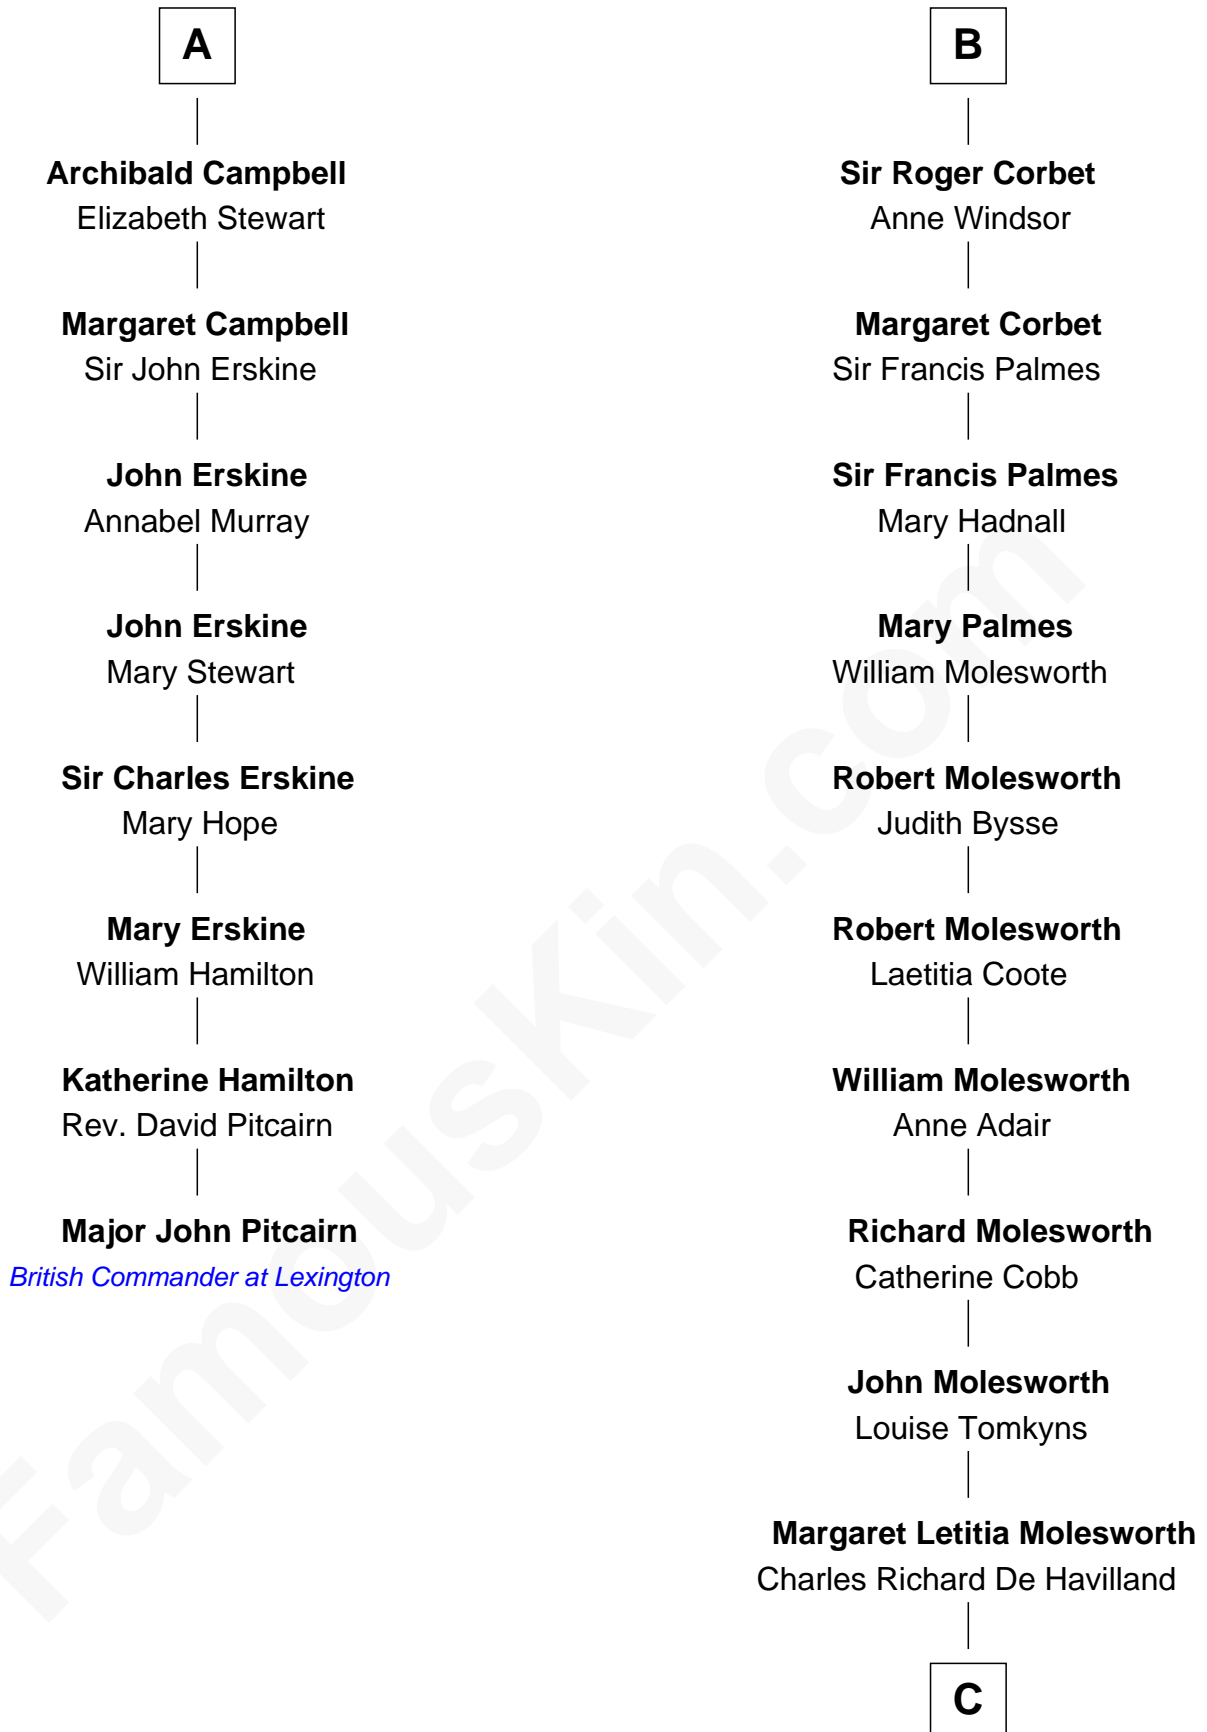 A
Archibald Campbell
Elizabeth Stewart
Margaret Campbell
Sir John Erskine
John Erskine
Annabel Murray
John Erskine
Mary Stewart
Sir Charles Erskine
Mary Hope
Mary Erskine
William Hamilton
Katherine Hamilton
Rev. David Pitcairn
Major John Pitcairn
British Commander at Lexington
B
Sir Roger Corbet
Anne Windsor
Margaret Corbet
Sir Francis Palmes
Sir Francis Palmes
Mary Hadnall
Mary Palmes
William Molesworth
Robert Molesworth
Judith Bysse
Robert Molesworth
Laetitia Coote
William Molesworth
Anne Adair
Richard Molesworth
Catherine Cobb
John Molesworth
Louise Tomkyns
Margaret Letitia Molesworth
Charles Richard De Havilland
C
FamousKin.com